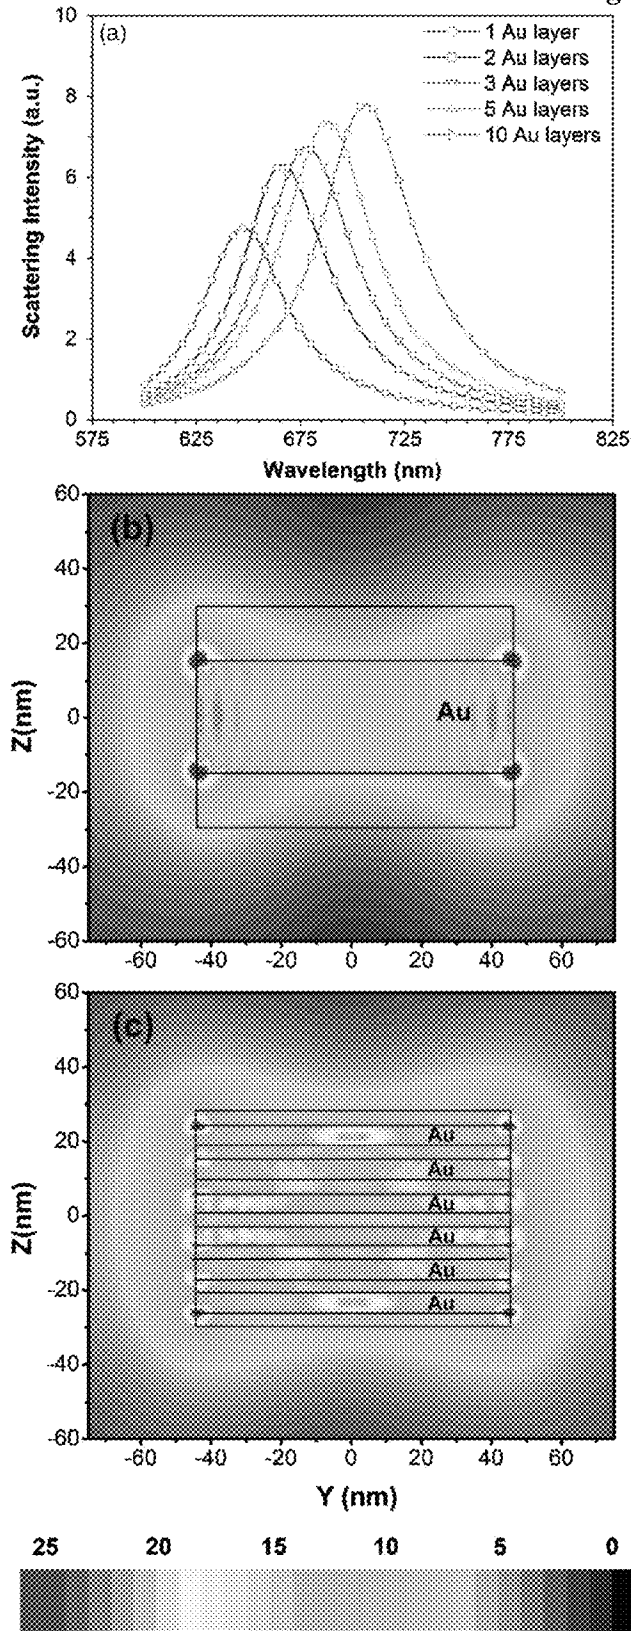 g
(a)
1 Au layer
2 Au layers
3 Au layers
5 Au layers
10 Au layers
10
8
6
4
2
0
Scattering Intensity (a.u.)
575 625 675 725 775 825
Wavelength (nm)
(b)
60
40
20
0
-20
-40
-60
Z(nm)
Au
-60 -40 -20 0 20 40 60
(c)
60
40
20
0
-20
-40
-60
Z(nm)
Au
Au
Au
Au
Au
Au
-60 -40 -20 0 20 40 60
Y (nm)
25 20 15 10 5 0